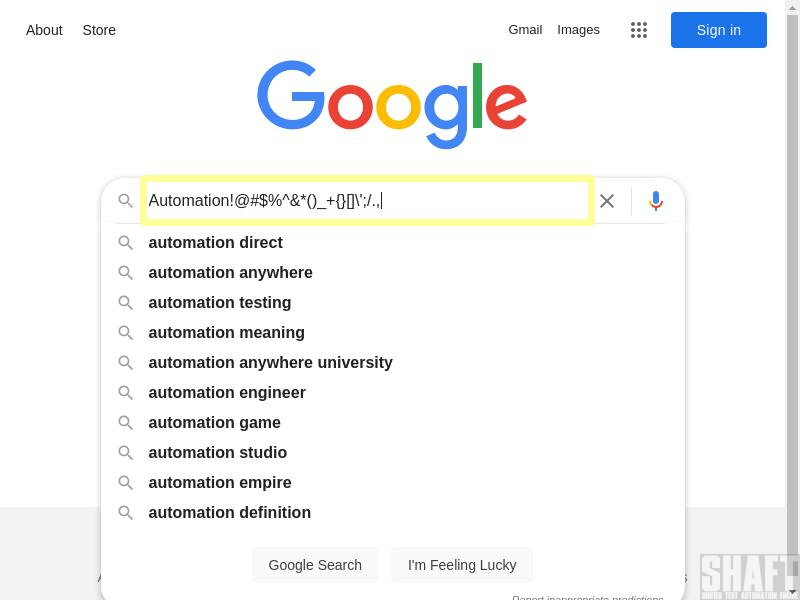 About Store Gmail Images Sign in
Google
Automation!@#$%^&*()_+{}[]\';/.,
automation direct
automation anywhere
automation testing
automation meaning
automation anywhere university
automation engineer
automation game
automation studio
automation empire
automation definition
Google Search I'm Feeling Lucky
Report inappropriate predictions
SHAFT